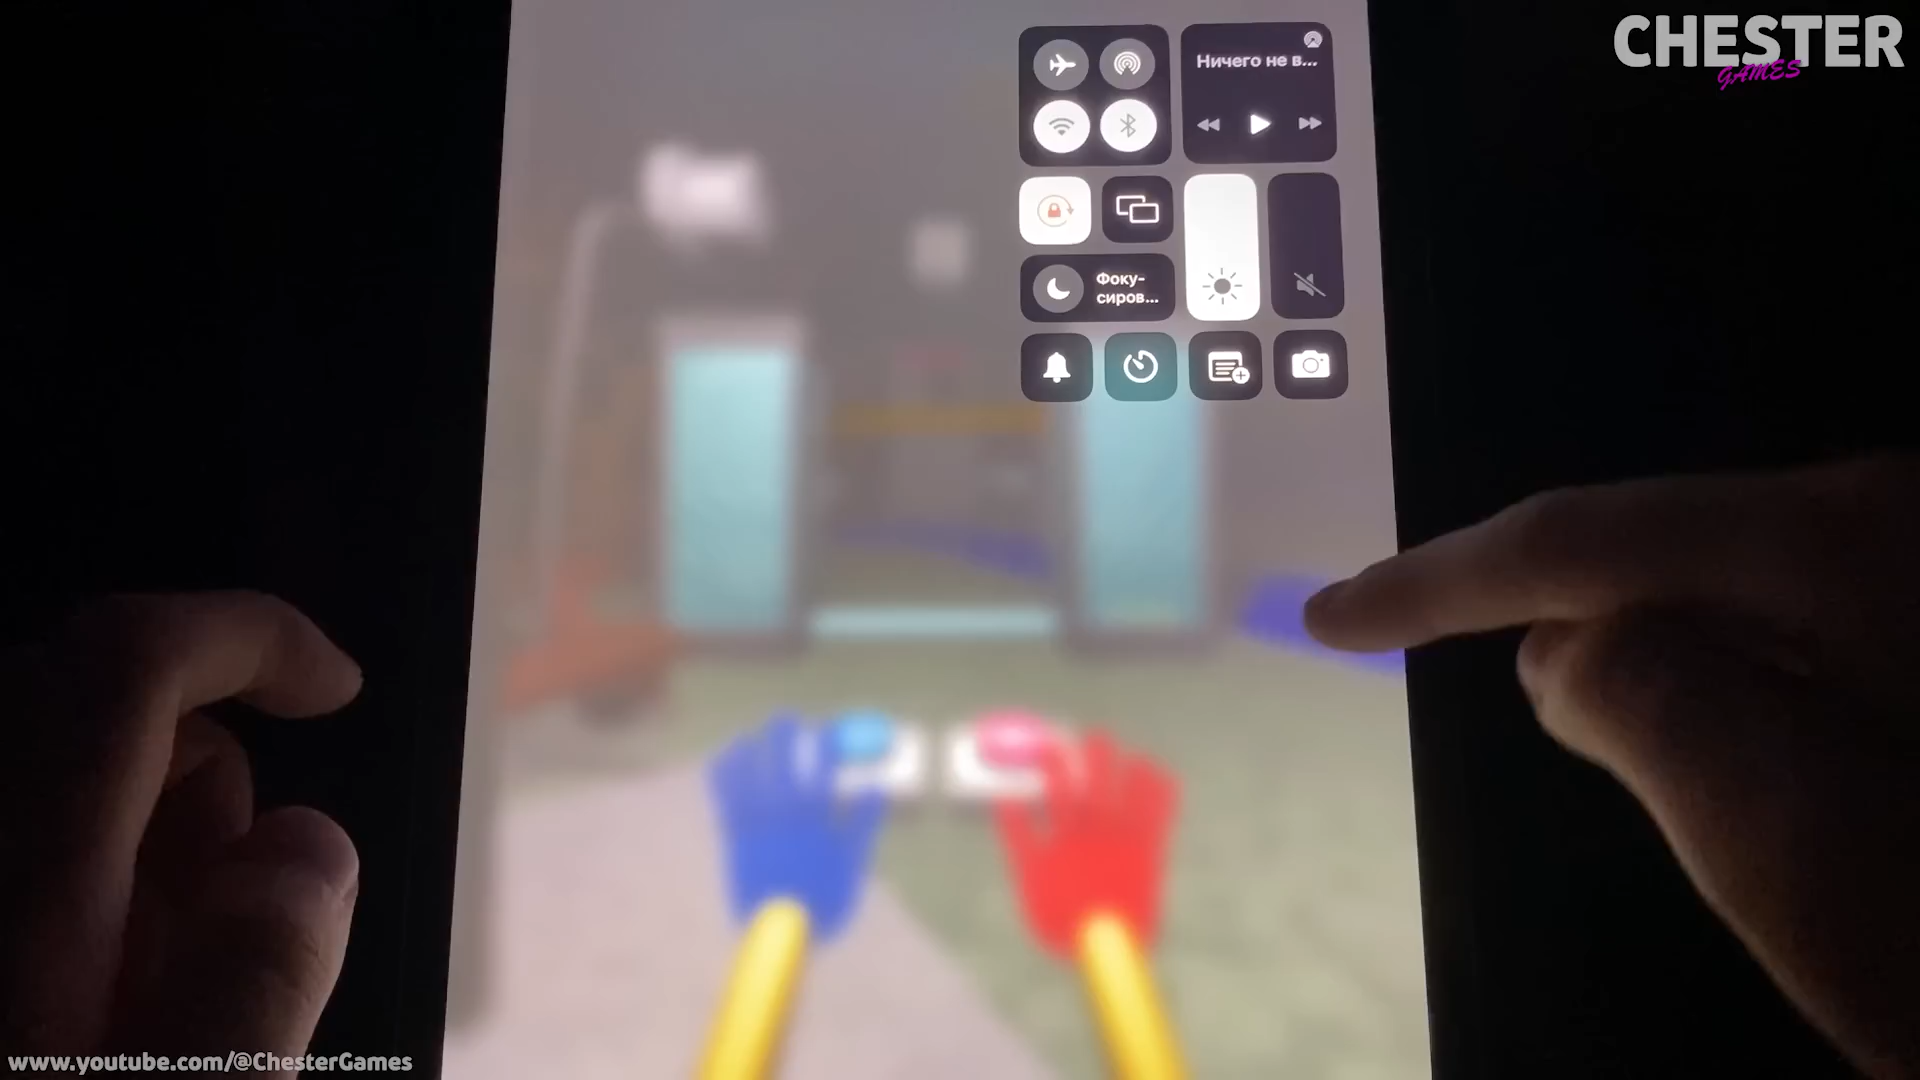 CHESTER
GAMES
Ничего не в...
Фоку-
сиров...
www.youtube.com/@ChesterGames